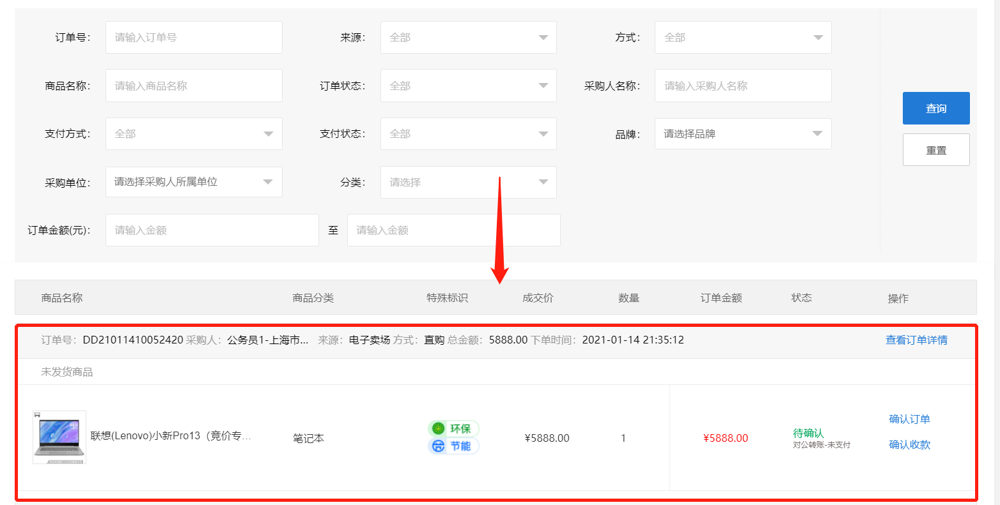 订单号： 请输入订单号 来源： 全部 方式： 全部
商品名称： 请输入商品名称 订单状态： 全部 采购人名称： 请输入采购人名称
支付方式： 全部 支付状态： 全部 品牌： 请选择品牌
查询
重置
采购单位： 请选择采购人所属单位 分类： 请选择
订单金额(元)： 请输入金额 至 请输入金额
商品名称 商品分类 特殊标识 成交价 数量 订单金额 状态 操作
订单号： DD21011410052420 采购人： 公务员1-上海市... 来源： 电子卖场 方式： 直购 总金额： 5888.00 下单时间： 2021-01-14 21:35:12 查看订单详情
未发货商品
联想(Lenovo)小新Pro13（竞价专... 笔记本 环保 节能 ¥5888.00 1 ¥5888.00 待确认 对公转账-未支付 确认订单 确认收款